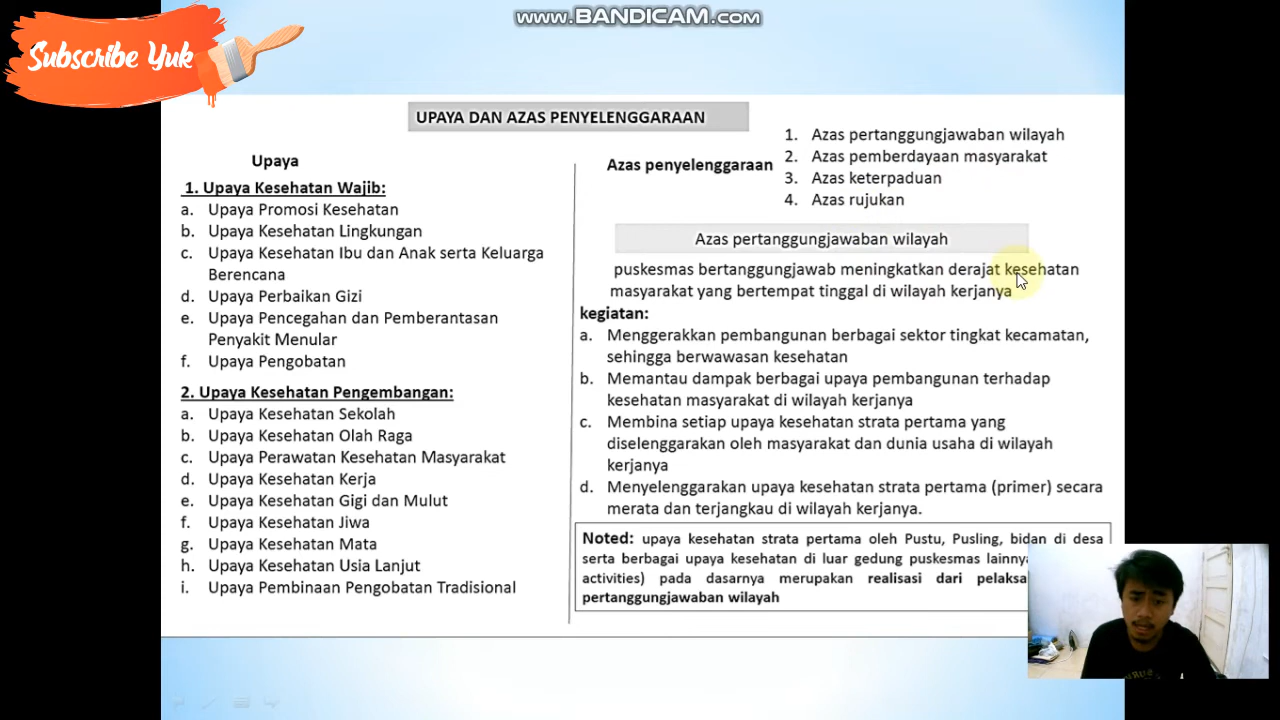 www.BANDICAM.com
Subscribe Yuk
UPAYA DAN AZAS PENYELENGGARAAN
Upaya
1. Upaya Kesehatan Wajib:
a. Upaya Promosi Kesehatan
b. Upaya Kesehatan Lingkungan
c. Upaya Kesehatan Ibu dan Anak serta Keluarga
Berencana
d. Upaya Perbaikan Gizi
e. Upaya Pencegahan dan Pemberantasan
Penyakit Menular
f. Upaya Pengobatan
2. Upaya Kesehatan Pengembangan:
a. Upaya Kesehatan Sekolah
b. Upaya Kesehatan Olah Raga
c. Upaya Perawatan Kesehatan Masyarakat
d. Upaya Kesehatan Kerja
e. Upaya Kesehatan Gigi dan Mulut
f. Upaya Kesehatan Jiwa
g. Upaya Kesehatan Mata
h. Upaya Kesehatan Usia Lanjut
i. Upaya Pembinaan Pengobatan Tradisional
Azas penyelenggaraan
1. Azas pertanggungjawaban wilayah
2. Azas pemberdayaan masyarakat
3. Azas keterpaduan
4. Azas rujukan
Azas pertanggungjawaban wilayah
puskesmas bertanggungjawab meningkatkan derajat kesehatan
masyarakat yang bertempat tinggal di wilayah kerjanya
kegiatan:
a. Menggerakkan pembangunan berbagai sektor tingkat kecamatan,
sehingga berwawasan kesehatan
b. Memantau dampak berbagai upaya pembangunan terhadap
kesehatan masyarakat di wilayah kerjanya
c. Membina setiap upaya kesehatan strata pertama yang
diselenggarakan oleh masyarakat dan dunia usaha di wilayah
kerjanya
d. Menyelenggarakan upaya kesehatan strata pertama (primer) secara
merata dan terjangkau di wilayah kerjanya.
Noted: upaya kesehatan strata pertama oleh Pustu, Pusling, bidan di desa
serta berbagai upaya kesehatan di luar gedung puskesmas
activities) pada dasarnya merupakan realisasi dari
pertanggungjawaban wilayah